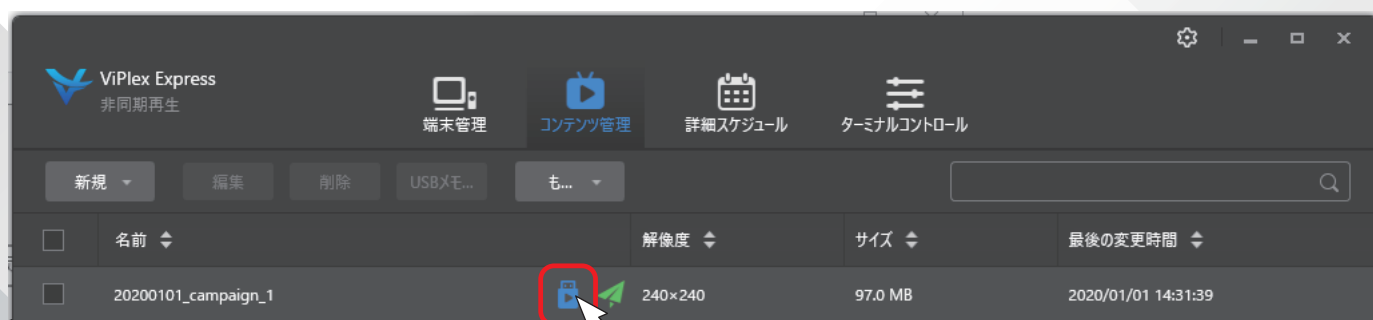 ViPlex Express
非同期再生
端末管理
コンテンツ管理
詳細スケジュール
ターミナルコントロール
新規
編集
削除
USBメモ...
も...
名前
解像度
サイズ
最後の変更時間
20200101_campaign_1
240×240
97.0 MB
2020/01/01 14:31:39